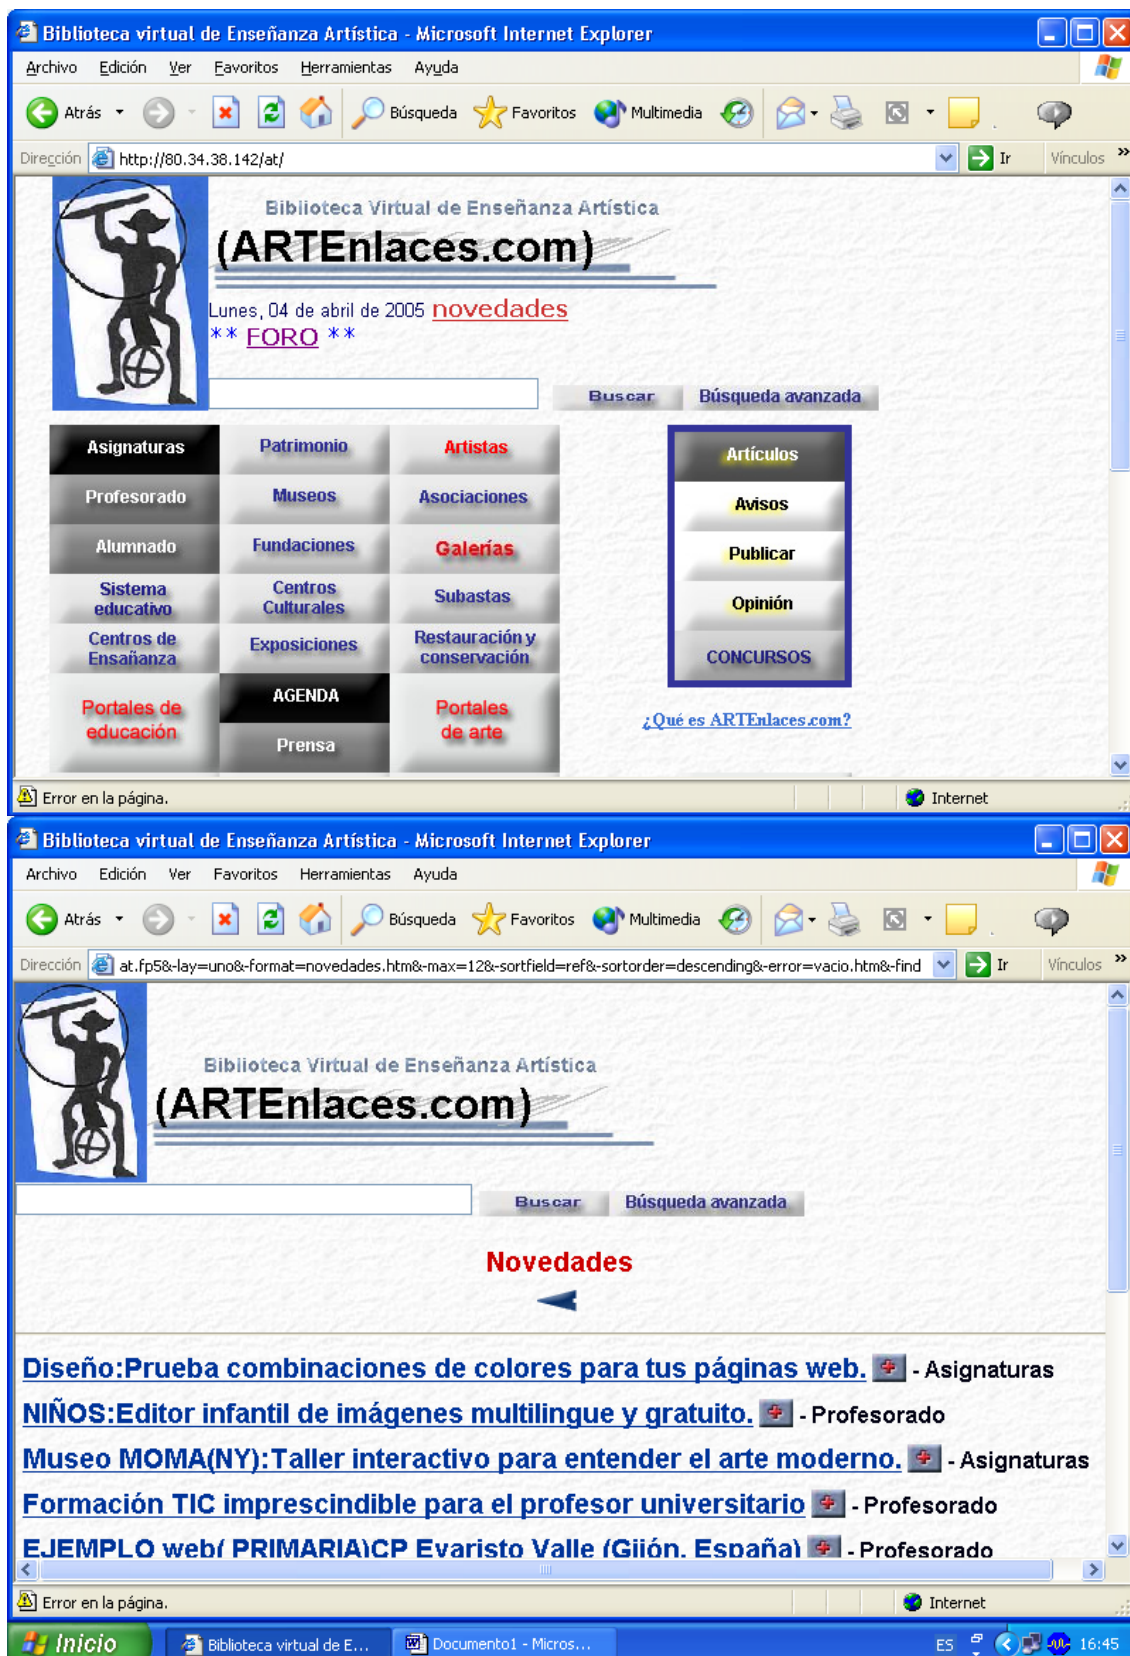 Biblioteca virtual de Enseñanza Artística - Microsoft Internet Explorer
Archivo Edición Ver Favoritos Herramientas Ayuda
Atrás Búsqueda Favoritos Multimedia
Dirección http://80.34.38.142/at/ Ir Vínculos »
Biblioteca Virtual de Enseñanza Artística
(ARTEnlaces.com)
Lunes, 04 de abril de 2005 novedades
** FORO **
Buscar Búsqueda avanzada
Asignaturas Patrimonio Artistas Artículos
Profesorado Museos Asociaciones Avisos
Alumnado Fundaciones Galerías Publicar
Sistema educativo Centros Culturales Subastas Opinión
Centros de Ensañanza Exposiciones Restauración y conservación CONCURSOS
Portales de educación AGENDA Portales de arte ¿Qué es ARTEnlaces.com?
Prensa
Error en la página. Internet
Biblioteca virtual de Enseñanza Artística - Microsoft Internet Explorer
Archivo Edición Ver Favoritos Herramientas Ayuda
Atrás Búsqueda Favoritos Multimedia
Dirección at.fp5&-lay=uno&-format=novedades.htm&-max=12&-sortfield=ref&-sortorder=descending&-error=vacio.htm&-find Ir Vínculos »
Biblioteca Virtual de Enseñanza Artística
(ARTEnlaces.com)
Buscar Búsqueda avanzada
Novedades
Diseño:Prueba combinaciones de colores para tus páginas web. - Asignaturas
NIÑOS:Editor infantil de imágenes multilingue y gratuito. - Profesorado
Museo MOMA(NY):Taller interactivo para entender el arte moderno. - Asignaturas
Formación TIC imprescindible para el profesor universitario - Profesorado
EJEMPLO web( PRIMARIA)CP Evaristo Valle (Gijón. España) - Profesorado
Error en la página. Internet
Inicio Biblioteca virtual de E... Documento1 - Micros... ES 16:45